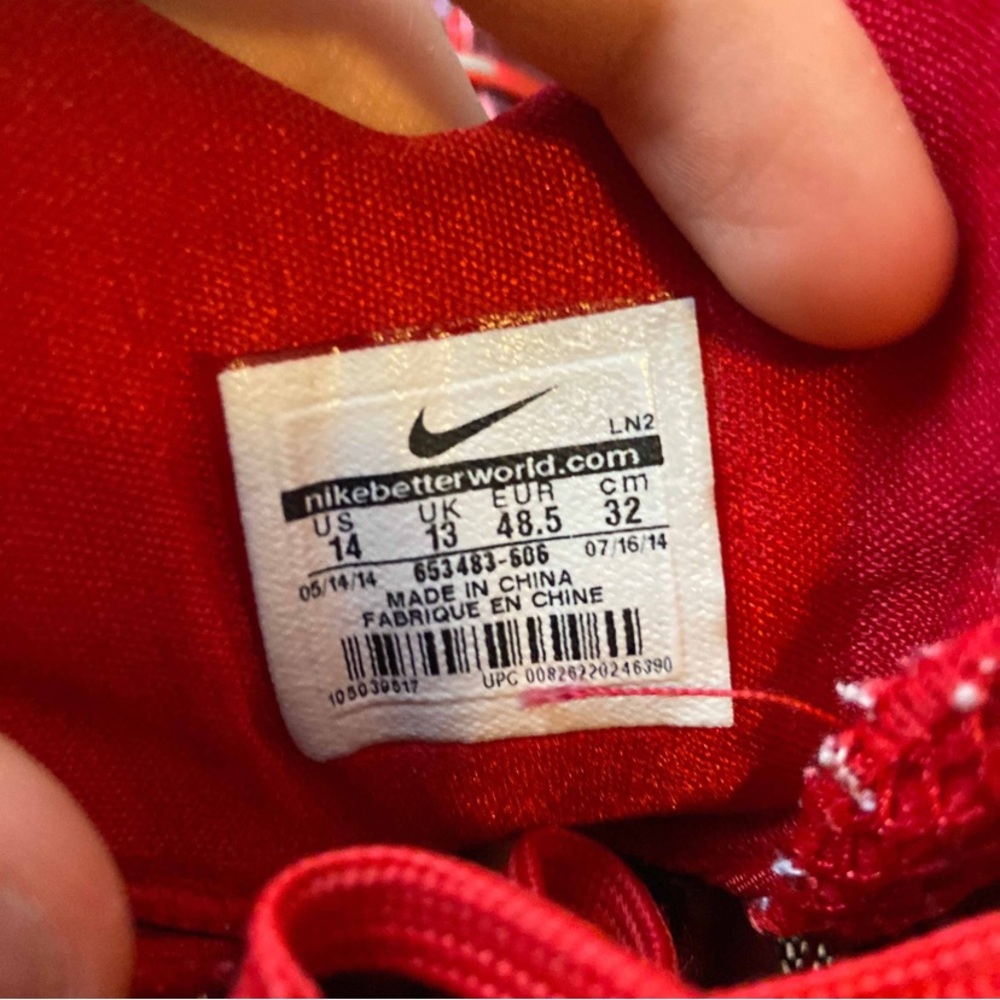 LN2
nikebetterworld.com
US UK EUR cm
14 13 48.5 32
05/14/14 653483-606 07/16/14
MADE IN CHINA
FABRIQUE EN CHINE
105039517 UPC 00826220246390